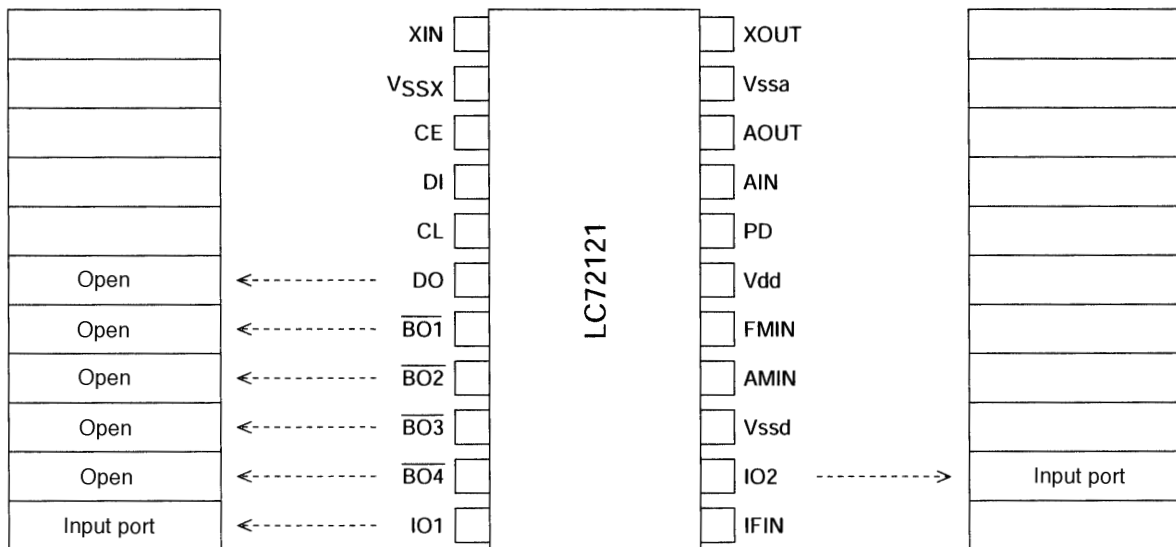 XIN XOUT
VSSX Vssa
CE AOUT
DI AIN
CL PD
Open DO Vdd
Open BO1 FMIN
Open BO2 AMIN
Open BO3 Vssd
Open BO4 IO2 Input port
Input port IO1 IFIN
LC72121